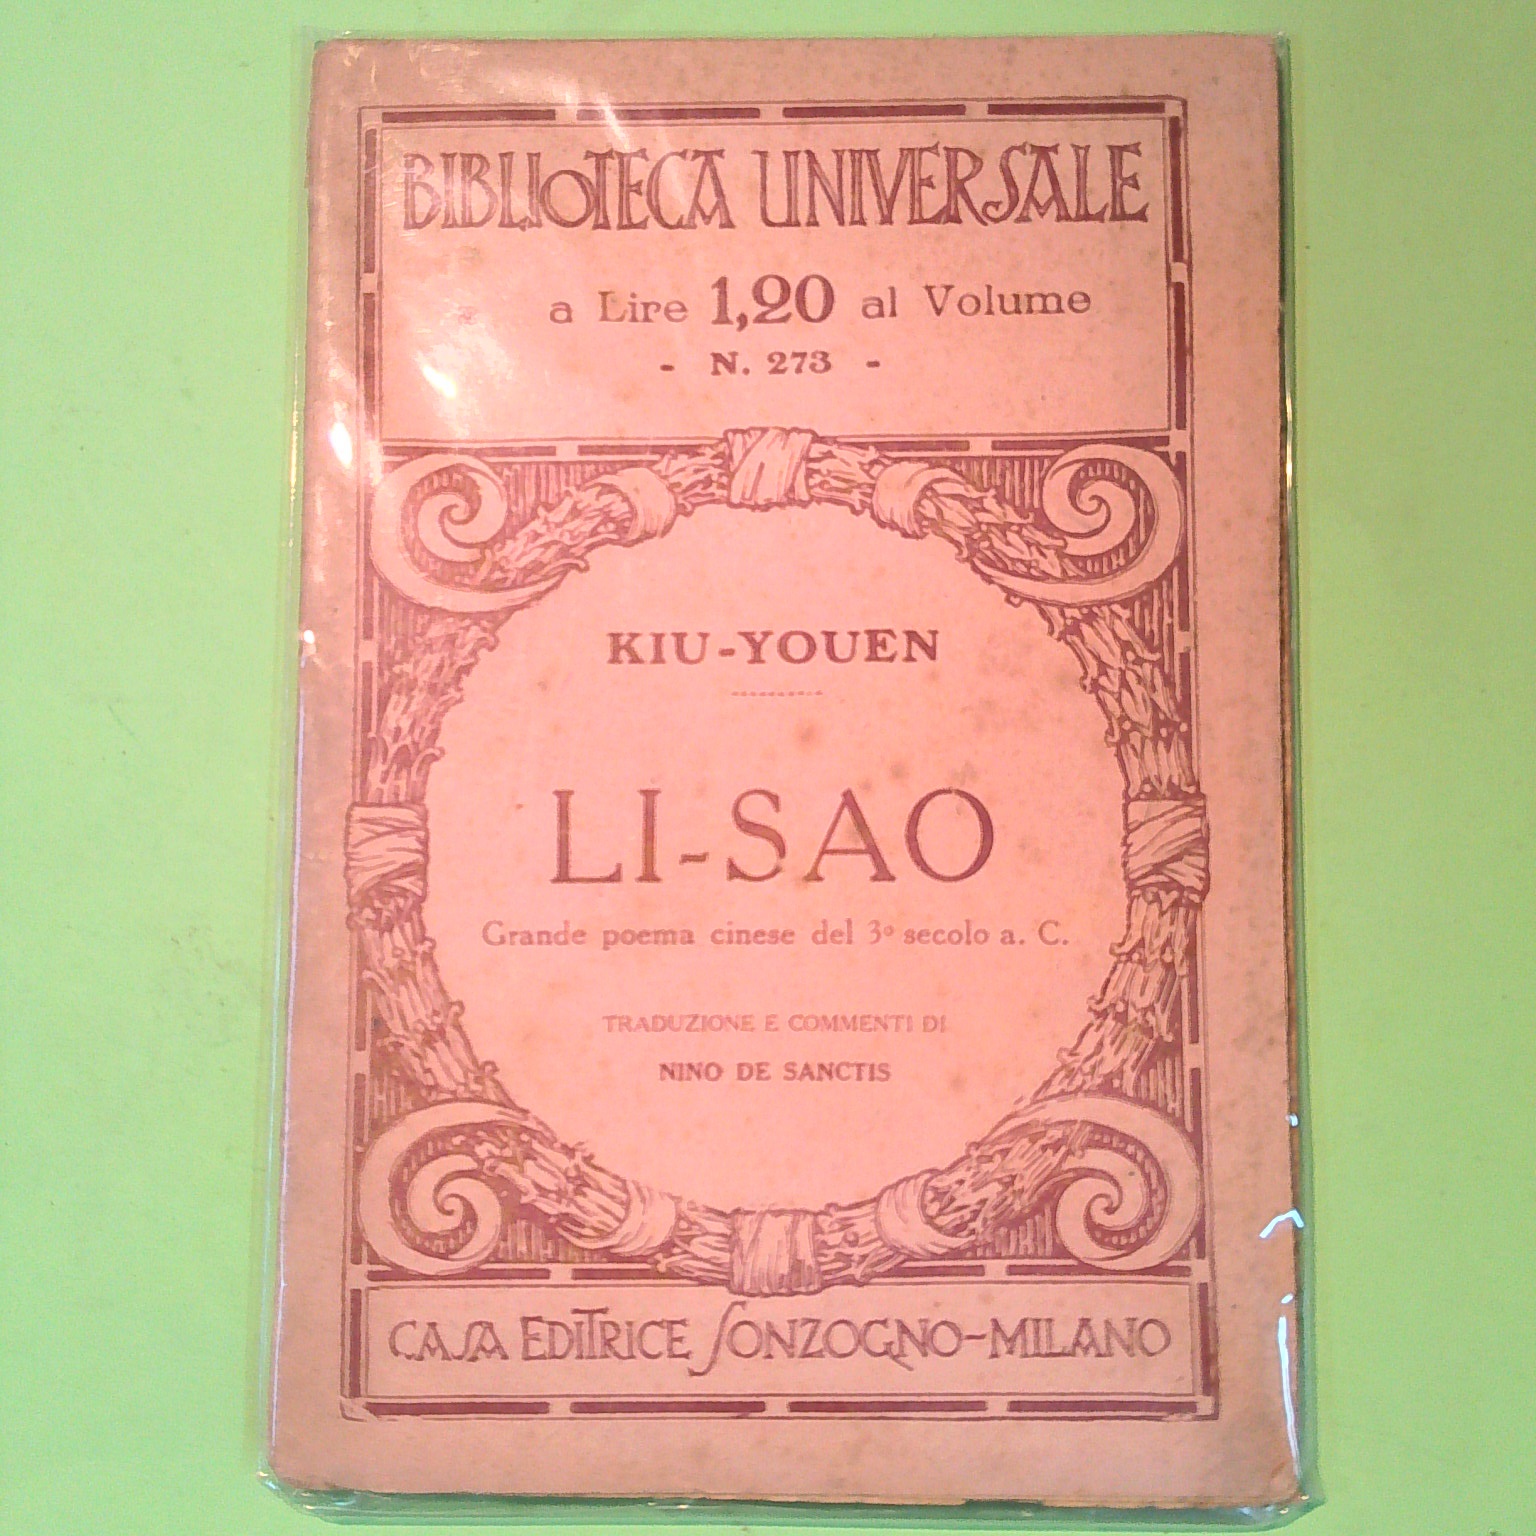 BIBLIOTECA UNIVERSALE
a Lire 1,20 al Volume
- N. 273 -
KIU-YOUEN
LI-SAO
Grande poema cinese del 3º secolo a. C.
TRADUZIONE E COMMENTI DI
NINO DE SANCTIS
CASA EDITRICE SONZOGNO-MILANO